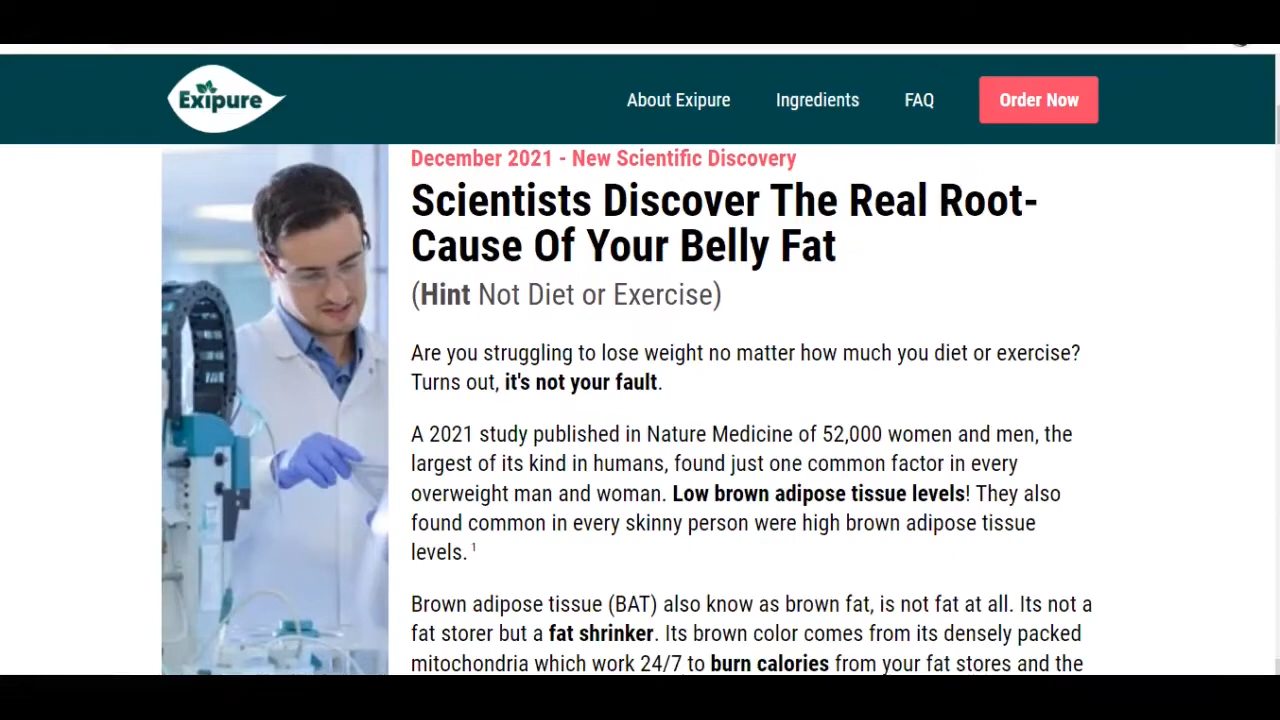 Exipure
About Exipure
Ingredients
FAQ
Order Now
December 2021 - New Scientific Discovery
Scientists Discover The Real Root-
Cause Of Your Belly Fat
(Hint Not Diet or Exercise)
Are you struggling to lose weight no matter how much you diet or exercise?
Turns out, it's not your fault.
A 2021 study published in Nature Medicine of 52,000 women and men, the
largest of its kind in humans, found just one common factor in every
overweight man and woman. Low brown adipose tissue levels! They also
found common in every skinny person were high brown adipose tissue
levels. 1
Brown adipose tissue (BAT) also know as brown fat, is not fat at all. Its not a
fat storer but a fat shrinker. Its brown color comes from its densely packed
mitochondria which work 24/7 to burn calories from your fat stores and the